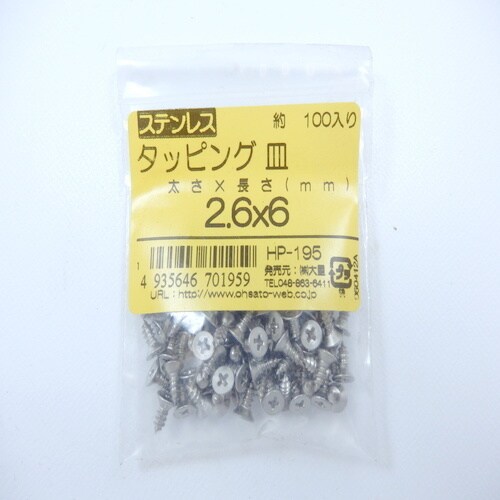 ステンレス 約 100入り
タッピング 皿
太さ×長さ(mm)
2.6x6
HP-195
発売元:㈱大里
TEL048-863-6411
1 4 935646 701959
URL:http://www.ohsato-web.co.jp
060412A